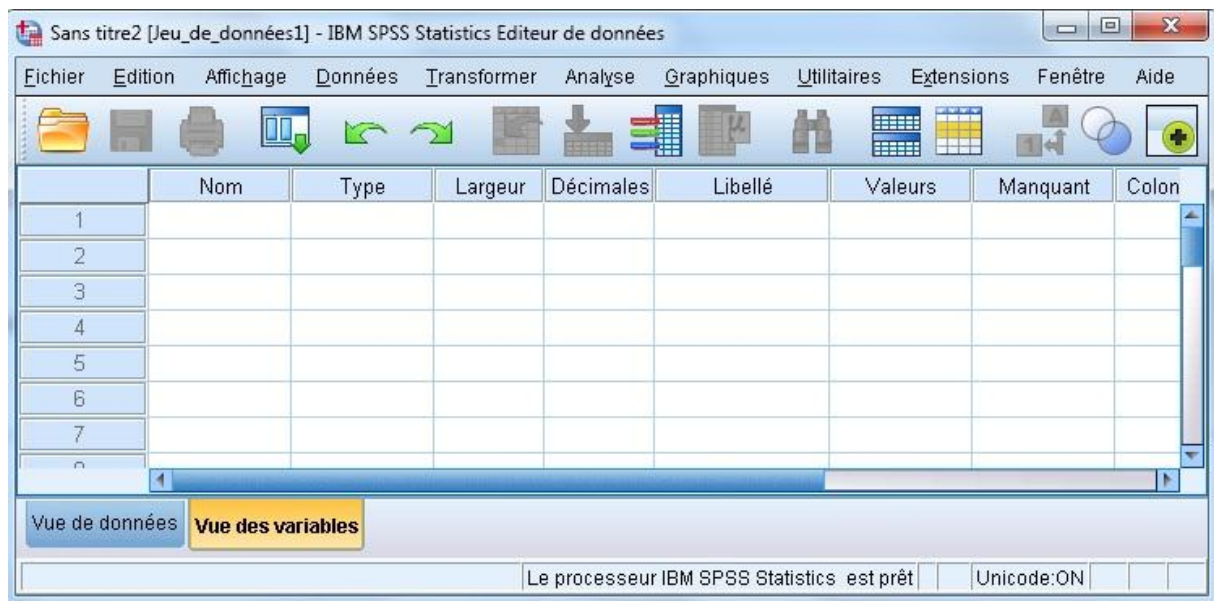 Sans titre2 [Jeu_de_données1] - IBM SPSS Statistics Editeur de données
Fichier Edition Affichage Données Transformer Analyse Graphiques Utilitaires Extensions Fenêtre Aide
Nom Type Largeur Décimales Libellé Valeurs Manquant Colon
1
2
3
4
5
6
7
Vue de données Vue des variables
Le processeur IBM SPSS Statistics est prêt Unicode:ON